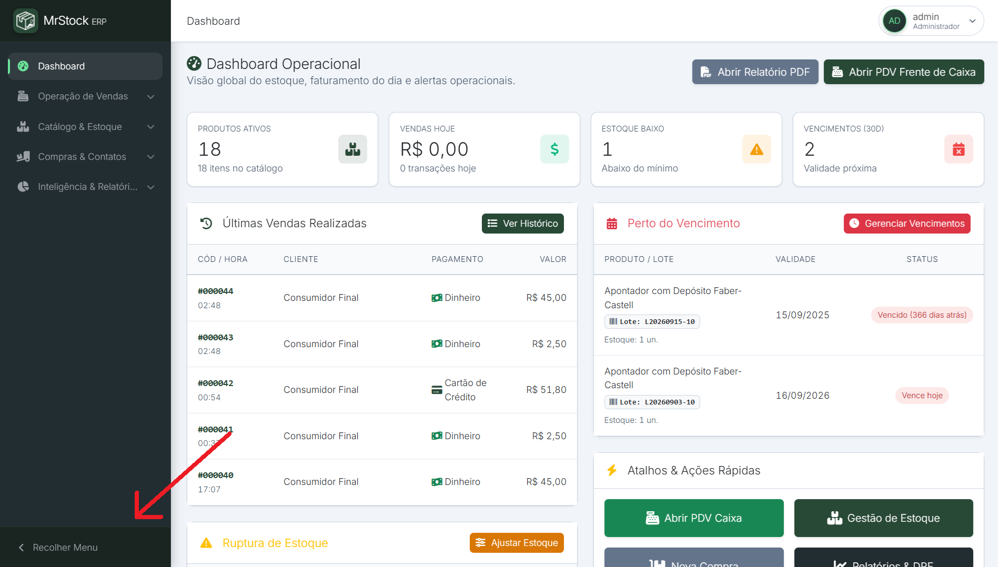 MrStock ERP
Dashboard
AD
admin
Administrador
Dashboard
Operação de Vendas
Catálogo & Estoque
Compras & Contatos
Inteligência & Relatóri...
Recolher Menu
Dashboard Operacional
Visão global do estoque, faturamento do dia e alertas operacionais.
PDF
Abrir Relatório PDF
Abrir PDV Frente de Caixa
PRODUTOS ATIVOS
18
18 itens no catálogo
VENDAS HOJE
R$ 0,00
0 transações hoje
$
ESTOQUE BAIXO
1
Abaixo do mínimo
VENCIMENTOS (30D)
2
Validade próxima
Últimas Vendas Realizadas
Ver Histórico
CÓD / HORA CLIENTE PAGAMENTO VALOR
#000044
02:48
Consumidor Final Dinheiro R$ 45,00
#000043
02:48
Consumidor Final Dinheiro R$ 2,50
#000042
00:54
Consumidor Final
Cartão de
Crédito
R$ 51,80
#000041
Consumidor Final Dinheiro R$ 2,50
#000040
17:07
Consumidor Final Dinheiro R$ 45,00
Ruptura de Estoque
Ajustar Estoque
Perto do Vencimento
Gerenciar Vencimentos
PRODUTO / LOTE VALIDADE STATUS
Apontador com Depósito Faber-
Castell
Lote: L20260915-10
Estoque: 1 un.
15/09/2025
Vencido (366 dias atrás)
Apontador com Depósito Faber-
Castell
Lote: L20260903-10
Estoque: 1 un.
16/09/2026
Vence hoje
Atalhos & Ações Rápidas
Abrir PDV Caixa
Gestão de Estoque
Nova Compra
Relatórios & DRE